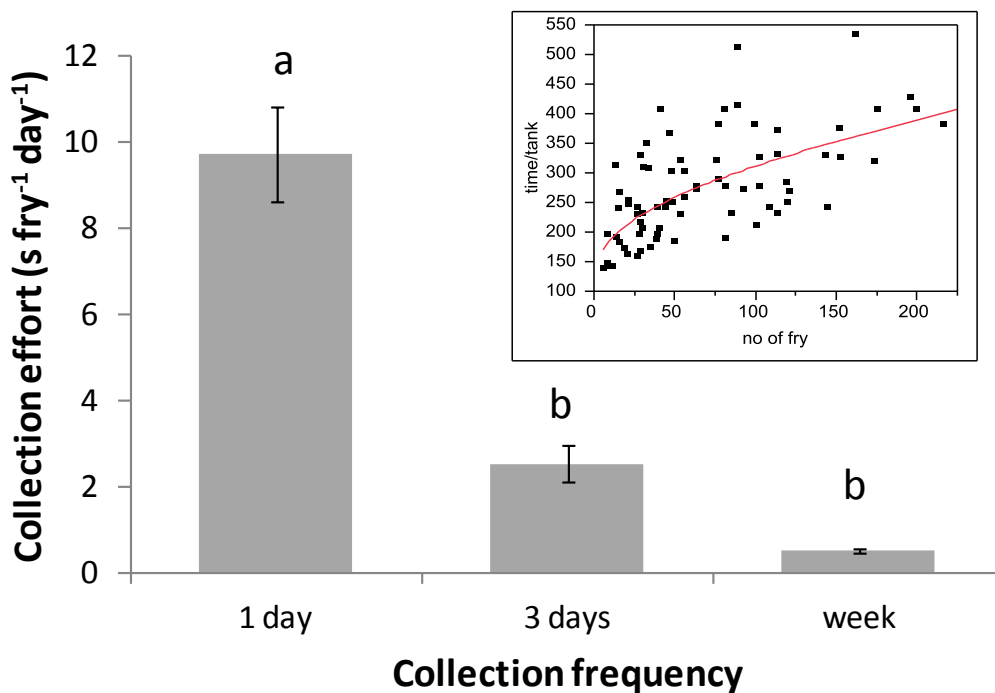 Collection effort (s fry⁻¹ day⁻¹)
12
10
8
6
4
2
0
a
b
b
1 day
3 days
week
Collection frequency
time/tank
550
500
450
400
350
300
250
200
150
100
0
50
100
150
200
no of fry